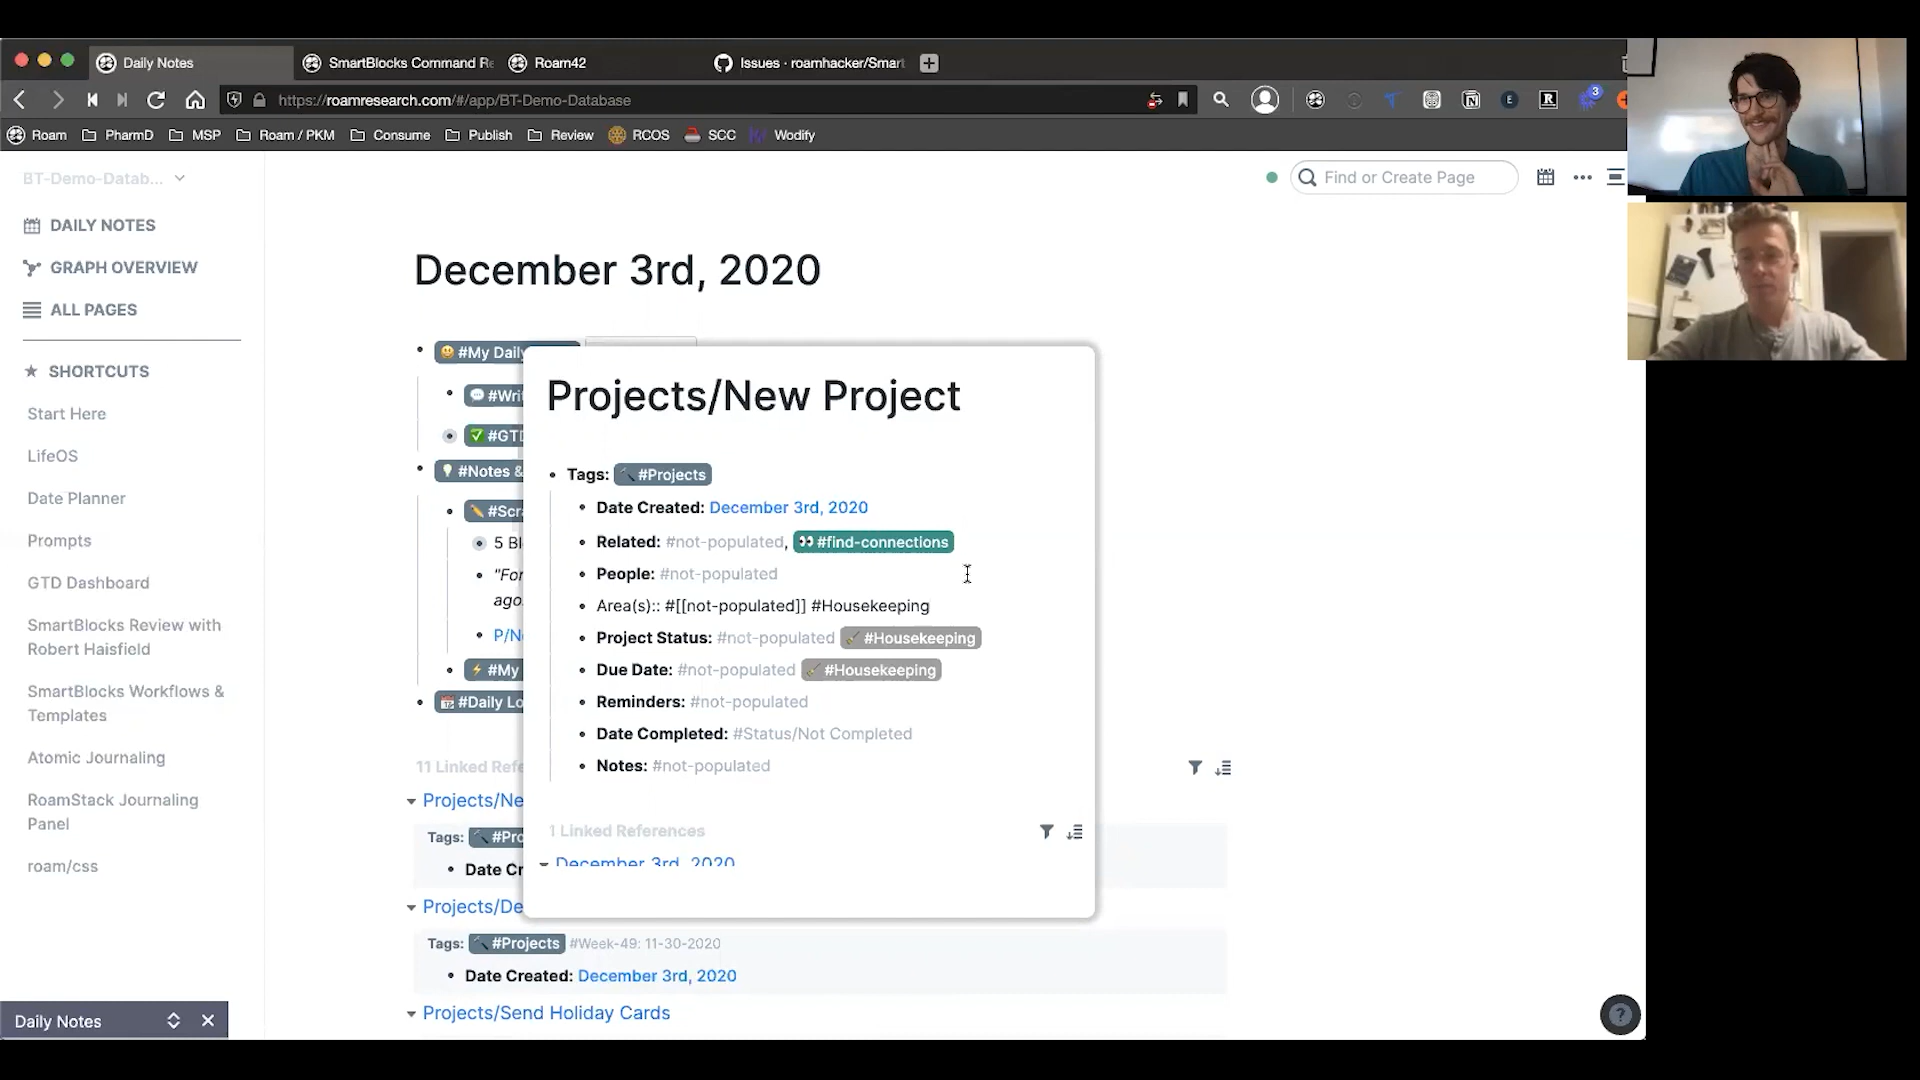 Daily Notes
SmartBlocks Command Re
Roam42
Issues · roamhacker/Smart
https://roamresearch.com/#/app/BT-Demo-Database
3
Roam
PharmD
MSP
Roam / PKM
Consume
Publish
Review
RCOS
SCC
Wodify
BT-Demo-Datab...
Find or Create Page
DAILY NOTES
GRAPH OVERVIEW
ALL PAGES
SHORTCUTS
Start Here
LifeOS
Date Planner
Prompts
GTD Dashboard
SmartBlocks Review with
Robert Haisfield
SmartBlocks Workflows &
Templates
Atomic Journaling
RoamStack Journaling
Panel
roam/css
Daily Notes
December 3rd, 2020
#My Daily
#Wri
#GTD
#Notes &
#Scr
5 Bl
"For
ago
P/N
#My
#Daily Lo
11 Linked Refe
Projects/Ne
Tags: #Pro
Date Cr
Projects/De
Tags: #Projects #Week-49: 11-30-2020
Date Created: December 3rd, 2020
Projects/Send Holiday Cards
Projects/New Project
Tags: #Projects
Date Created: December 3rd, 2020
Related: #not-populated, #find-connections
People: #not-populated
Area(s):: #[[not-populated]] #Housekeeping
Project Status: #not-populated #Housekeeping
Due Date: #not-populated #Housekeeping
Reminders: #not-populated
Date Completed: #Status/Not Completed
Notes: #not-populated
1 Linked References
December 3rd, 2020